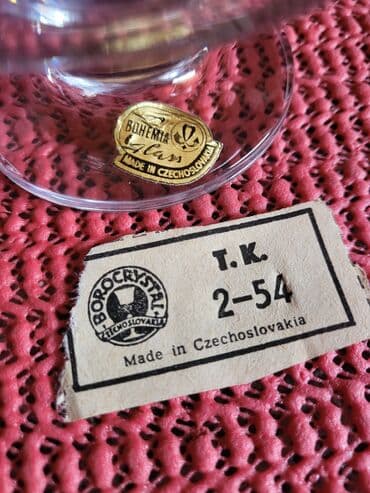 BOHEMIA
Glass
MADE IN CZECHOSLOVAKIA
T. K.
BOROCRYSTAL
CZECHOSLOVAKIA
2-54
Made in Czechoslovakia